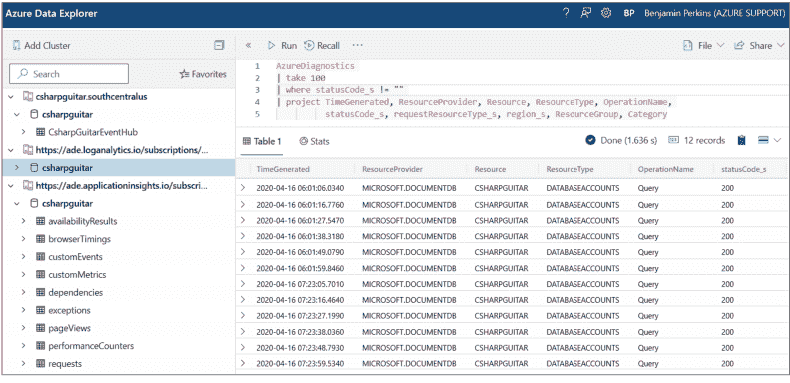 Azure Data Explorer
? BP Benjamin Perkins (AZURE SUPPORT)
Add Cluster
« Run Recall ··· File Share
Search Favorites
csharpguitar.southcentralus
csharpguitar
CsharpGuitarEventHub
https://ade.loganalytics.io/subscriptions/...
csharpguitar
https://ade.applicationinsights.io/subscri...
csharpguitar
availabilityResults
browserTimings
customEvents
customMetrics
dependencies
exceptions
pageViews
performanceCounters
requests
1 AzureDiagnostics
2 | take 100
3 | where statusCode_s != ""
4 | project TimeGenerated, ResourceProvider, Resource, ResourceType, OperationName,
5 statusCode_s, requestResourceType_s, region_s, ResourceGroup, Category
Table 1 Stats Done (1.636 s) 12 records
TimeGenerated ResourceProvider Resource ResourceType OperationName statusCode_s
2020-04-16 06:01:06.0340 MICROSOFT.DOCUMENTDB CSHARPGUITAR DATABASEACCOUNTS Query 200
2020-04-16 06:01:16.7760 MICROSOFT.DOCUMENTDB CSHARPGUITAR DATABASEACCOUNTS Query 200
2020-04-16 06:01:27.5470 MICROSOFT.DOCUMENTDB CSHARPGUITAR DATABASEACCOUNTS Query 200
2020-04-16 06:01:38.3180 MICROSOFT.DOCUMENTDB CSHARPGUITAR DATABASEACCOUNTS Query 200
2020-04-16 06:01:49.0790 MICROSOFT.DOCUMENTDB CSHARPGUITAR DATABASEACCOUNTS Query 200
2020-04-16 06:01:59.8460 MICROSOFT.DOCUMENTDB CSHARPGUITAR DATABASEACCOUNTS Query 200
2020-04-16 07:23:05.7010 MICROSOFT.DOCUMENTDB CSHARPGUITAR DATABASEACCOUNTS Query 200
2020-04-16 07:23:16.4640 MICROSOFT.DOCUMENTDB CSHARPGUITAR DATABASEACCOUNTS Query 200
2020-04-16 07:23:27.1990 MICROSOFT.DOCUMENTDB CSHARPGUITAR DATABASEACCOUNTS Query 200
2020-04-16 07:23:38.0360 MICROSOFT.DOCUMENTDB CSHARPGUITAR DATABASEACCOUNTS Query 200
2020-04-16 07:23:48.7930 MICROSOFT.DOCUMENTDB CSHARPGUITAR DATABASEACCOUNTS Query 200
2020-04-16 07:23:59.5340 MICROSOFT.DOCUMENTDB CSHARPGUITAR DATABASEACCOUNTS Query 200